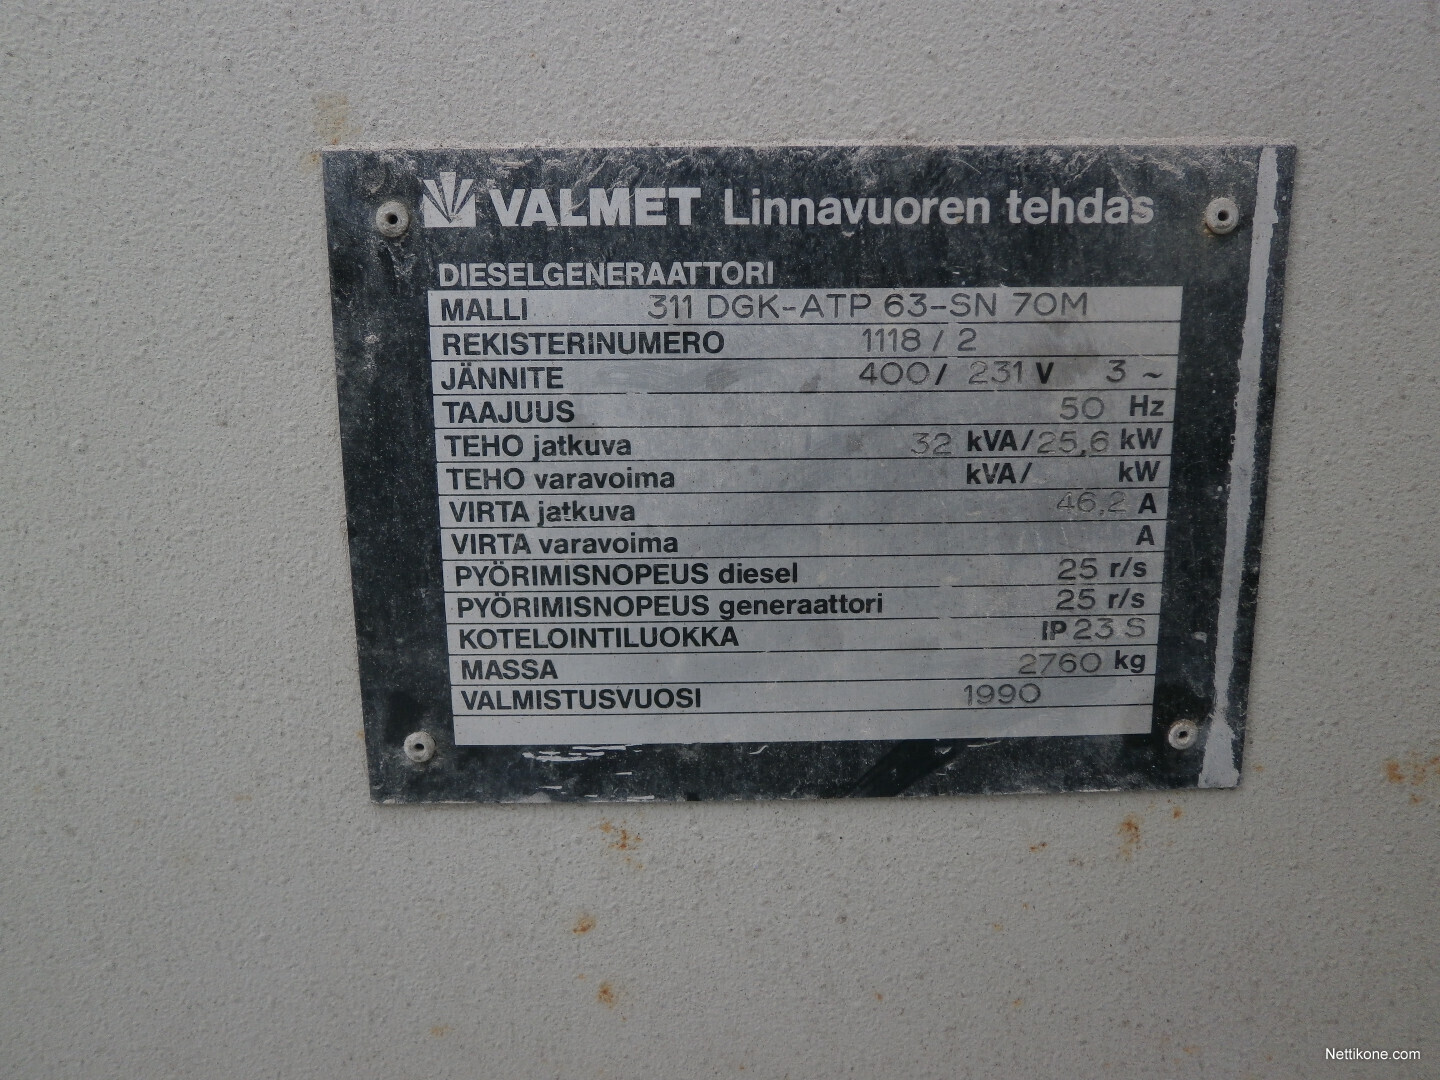 VALMET Linnavuoren tehdas
DIESELGENERAATTORI
MALLI 311 DGK-ATP 63-SN 70M
REKISTERINUMERO 1118 / 2
JÄNNITE 400/ 231 V 3 ~
TAAJUUS 50 Hz
TEHO jatkuva 32 kVA/25,6 kW
TEHO varavoima kVA/ kW
VIRTA jatkuva 46,2 A
VIRTA varavoima A
PYÖRIMISNOPEUS diesel 25 r/s
PYÖRIMISNOPEUS generaattori 25 r/s
KOTELOINTILUOKKA IP 23 S
MASSA 2760 kg
VALMISTUSVUOSI 1990
Nettikone.com